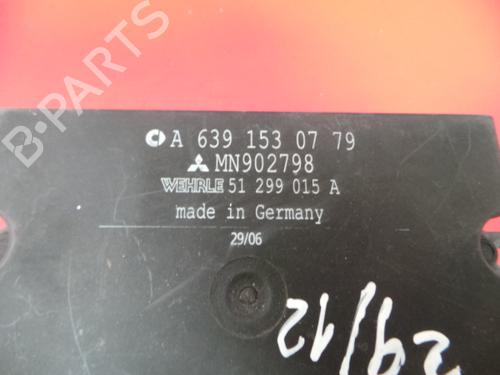 A 639 153 07 79
MN902798
WEHRLE 51 299 015 A
made in Germany
29/06
29/12
B-PARTS